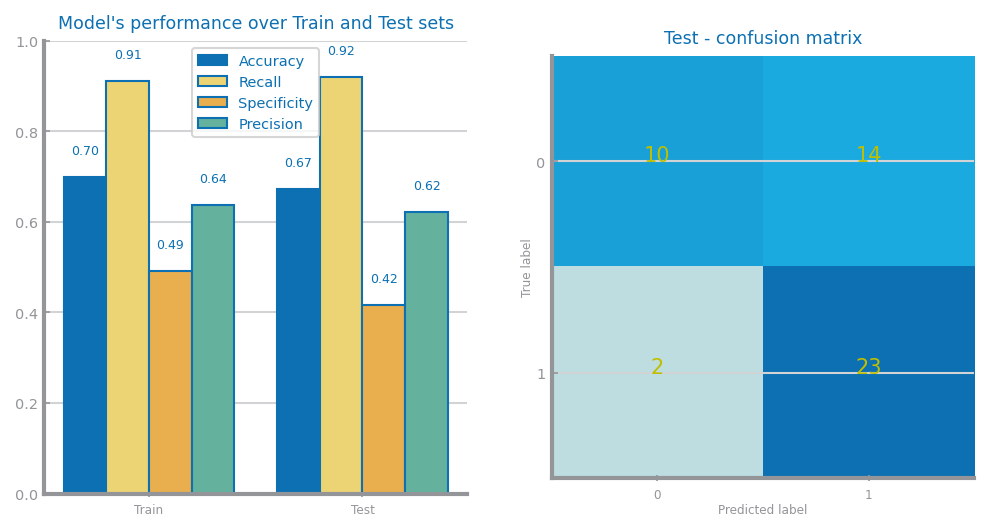 Model's performance over Train and Test sets
1.0
0.8
0.6
0.4
0.2
0.0
0.91
0.92
0.70
0.67
0.64
0.62
0.49
0.42
Accuracy
Recall
Specificity
Precision
Train
Test
Test - confusion matrix
True label
0
1
10
14
2
23
0
1
Predicted label